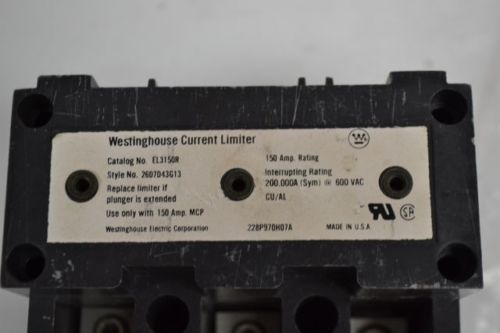 Westinghouse Current Limiter
Catalog No. EL3150R
150 Amp. Rating
Style No. 2607D43G13
Interrupting Rating
200,000A (Sym) @ 600 VAC
Replace limiter if
plunger is extended
CU/AL
Use only with 150 Amp. MCP
Westinghouse Electric Corporation
228P970H07A
MADE IN U.S.A.